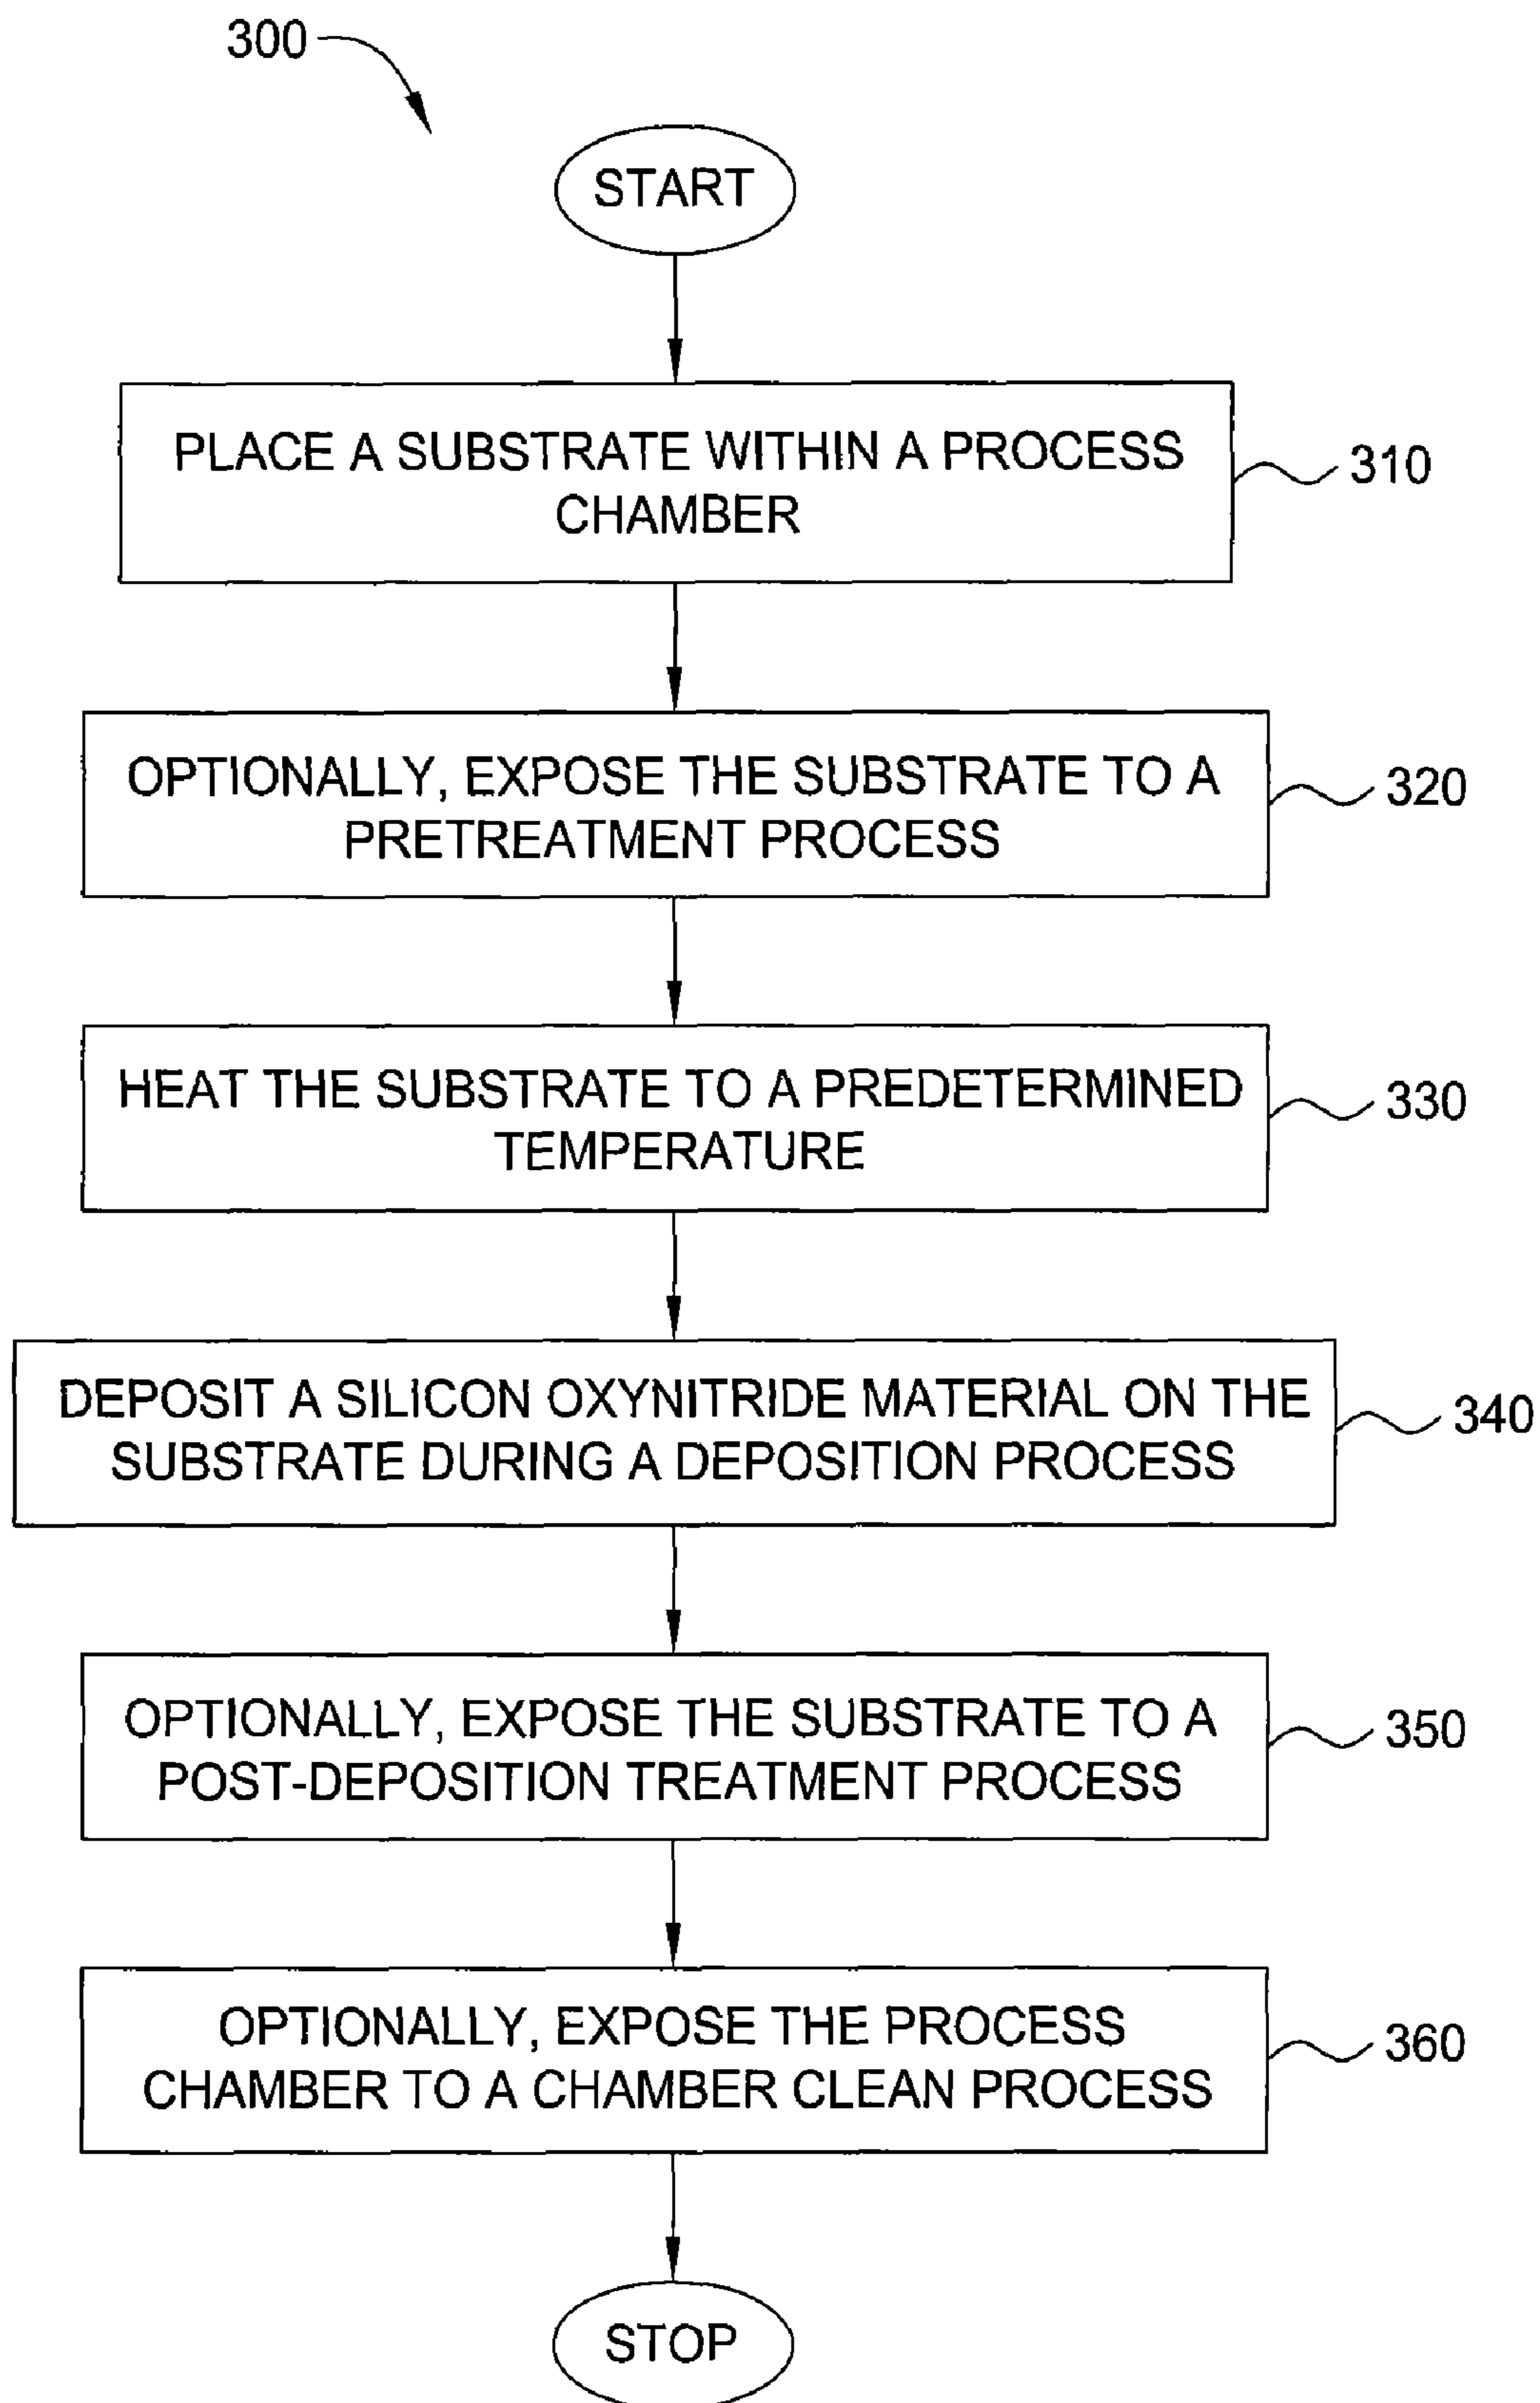 300
START
PLACE A SUBSTRATE WITHIN A PROCESS
CHAMBER
310
OPTIONALLY, EXPOSE THE SUBSTRATE TO A
PRETREATMENT PROCESS
320
HEAT THE SUBSTRATE TO A PREDETERMINED
TEMPERATURE
330
DEPOSIT A SILICON OXYNITRIDE MATERIAL ON THE
SUBSTRATE DURING A DEPOSITION PROCESS
340
OPTIONALLY, EXPOSE THE SUBSTRATE TO A
POST-DEPOSITION TREATMENT PROCESS
350
OPTIONALLY, EXPOSE THE PROCESS
CHAMBER TO A CHAMBER CLEAN PROCESS
360
STOP